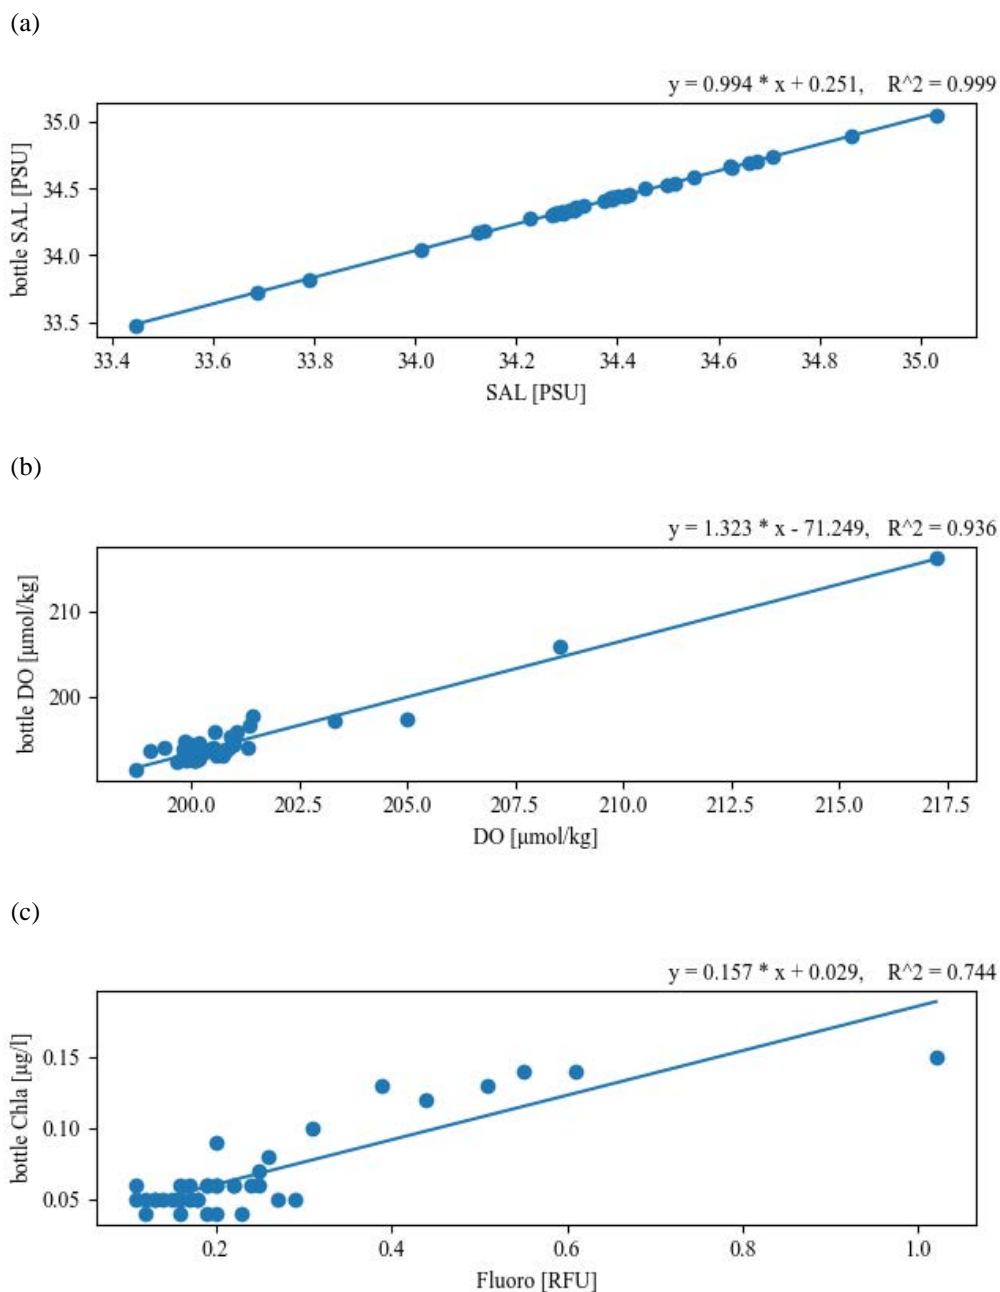 (a)
y = 0.994 * x + 0.251, R^2 = 0.999
35.0
34.5
34.0
33.5
bottle SAL [PSU]
33.4 33.6 33.8 34.0 34.2 34.4 34.6 34.8 35.0
SAL [PSU]
(b)
y = 1.323 * x - 71.249, R^2 = 0.936
210
200
bottle DO [μmol/kg]
200.0 202.5 205.0 207.5 210.0 212.5 215.0 217.5
DO [μmol/kg]
(c)
y = 0.157 * x + 0.029, R^2 = 0.744
0.15
0.10
0.05
bottle Chla [μg/l]
0.2 0.4 0.6 0.8 1.0
Fluoro [RFU]